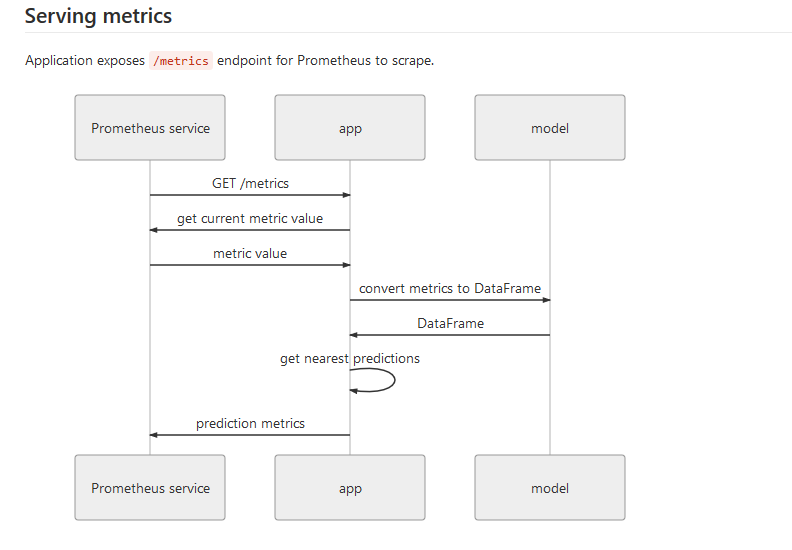 Serving metrics
Application exposes /metrics endpoint for Prometheus to scrape.
Prometheus service
app
model
GET /metrics
get current metric value
metric value
convert metrics to DataFrame
DataFrame
get nearest predictions
prediction metrics
Prometheus service
app
model